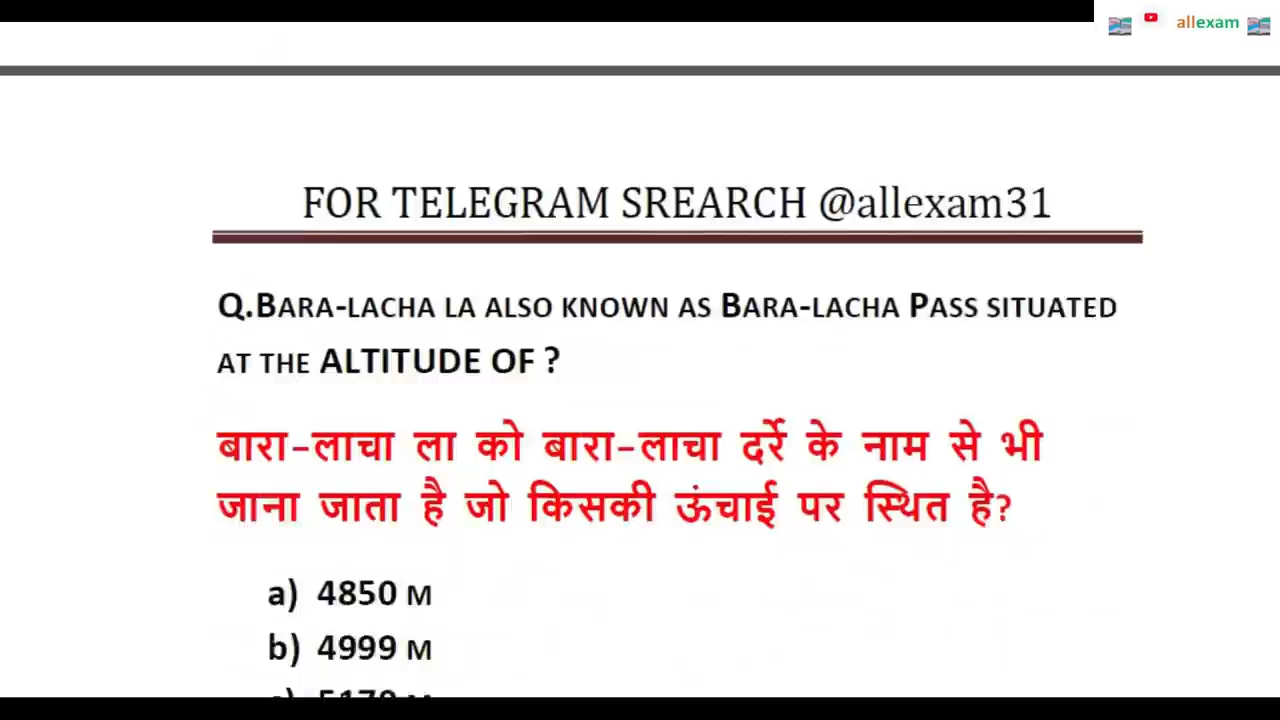 allexam
FOR TELEGRAM SREARCH @allexam31
Q.BARA-LACHA LA ALSO KNOWN AS BARA-LACHA PASS SITUATED
AT THE ALTITUDE OF ?
बारा-लाचा ला को बारा-लाचा दर्रे के नाम से भी
जाना जाता है जो किसकी ऊंचाई पर स्थित है?
a) 4850 M
b) 4999 M